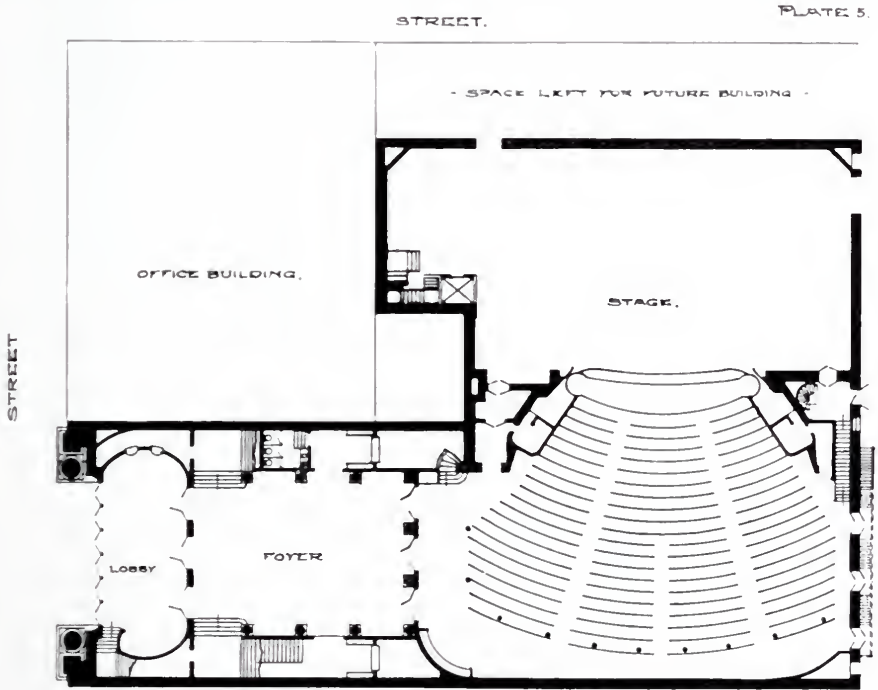 PLATE 5.
STREET.
- SPACE LEFT FOR FUTURE BUILDING -
OFFICE BUILDING.
STAGE.
STREET
FOYER
LOBBY